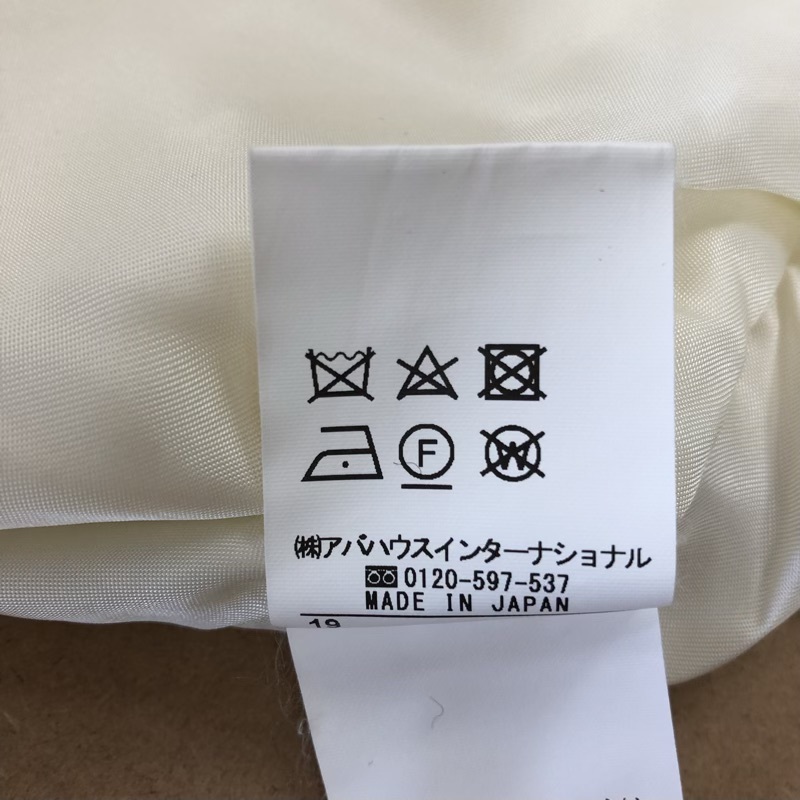 F W
(株)アバハウスインターナショナル
0120-597-537
MADE IN JAPAN
19